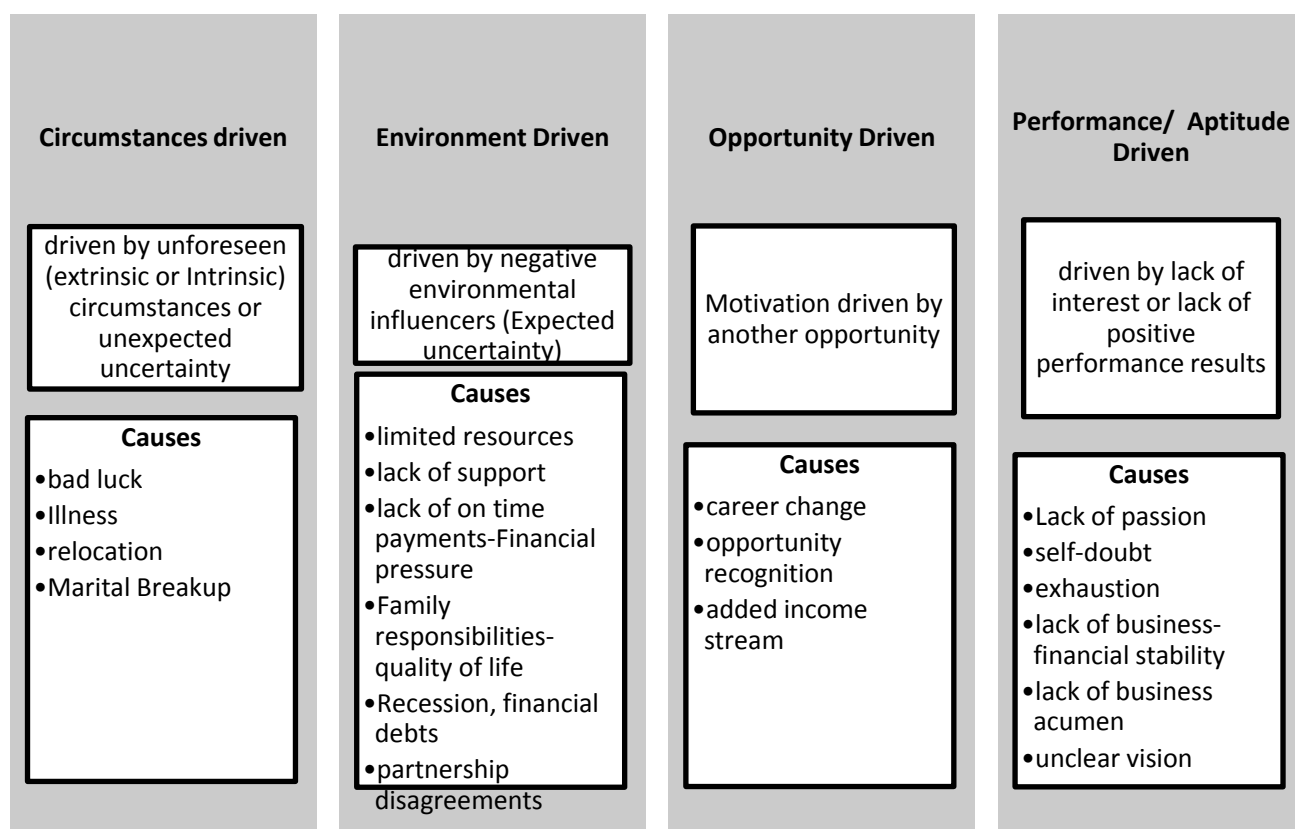 Circumstances driven
driven by unforeseen
(extrinsic or Intrinsic)
circumstances or
unexpected
uncertainty
Causes
•bad luck
•Illness
•relocation
•Marital Breakup
Environment Driven
driven by negative
environmental
influencers (Expected
uncertainty)
Causes
•limited resources
•lack of support
•lack of on time
payments-Financial
pressure
•Family
responsibilities-
quality of life
•Recession, financial
debts
•partnership
disagreements
Opportunity Driven
Motivation driven by
another opportunity
Causes
•career change
•opportunity
recognition
•added income
stream
Performance/ Aptitude
Driven
driven by lack of
interest or lack of
positive
performance results
Causes
•Lack of passion
•self-doubt
•exhaustion
•lack of business-
financial stability
•lack of business
acumen
•unclear vision